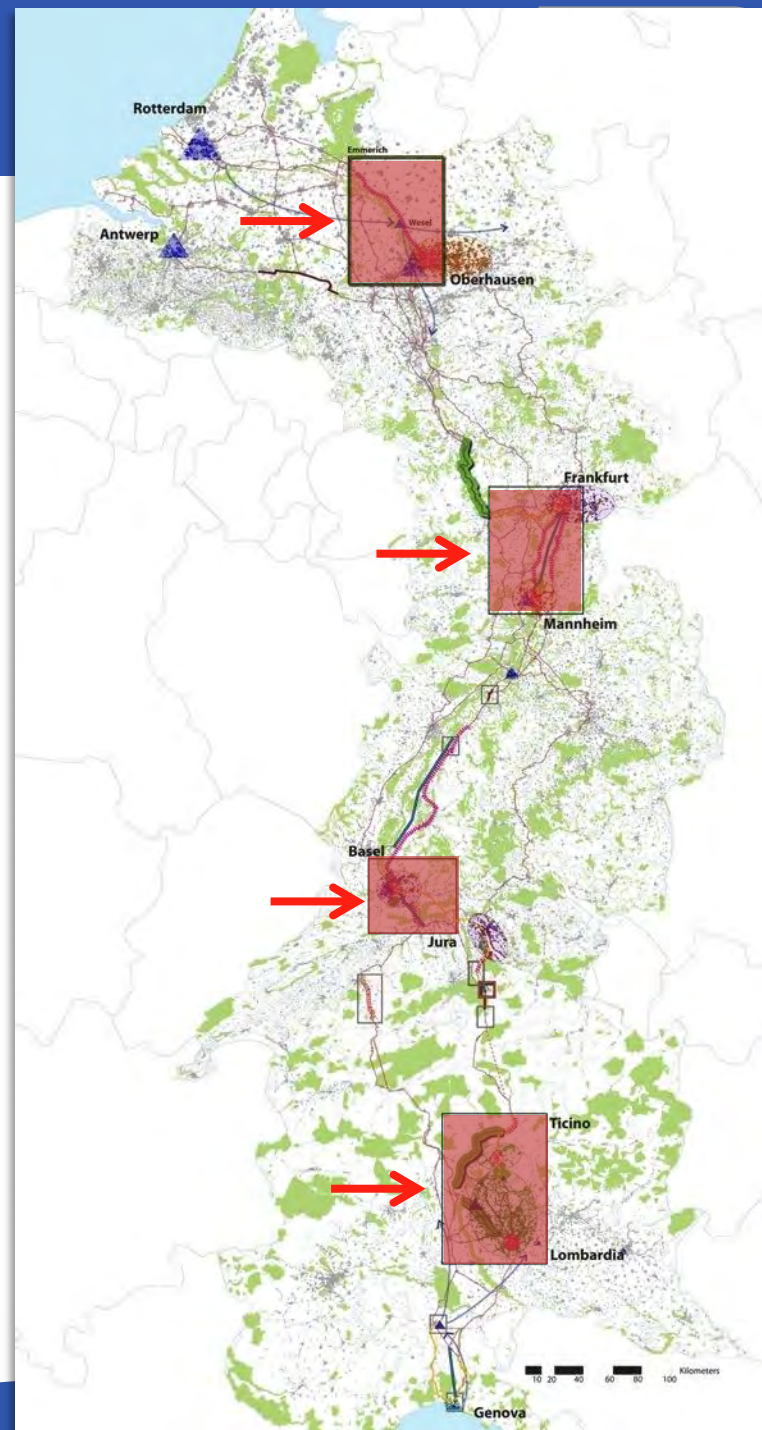 Rotterdam
Emmerich
Wesel
Antwerp
Oberhausen
Frankfurt
Mannheim
Basel
Jura
Ticino
Lombardia
Kilometers
10 20 40 60 80 100
Genova